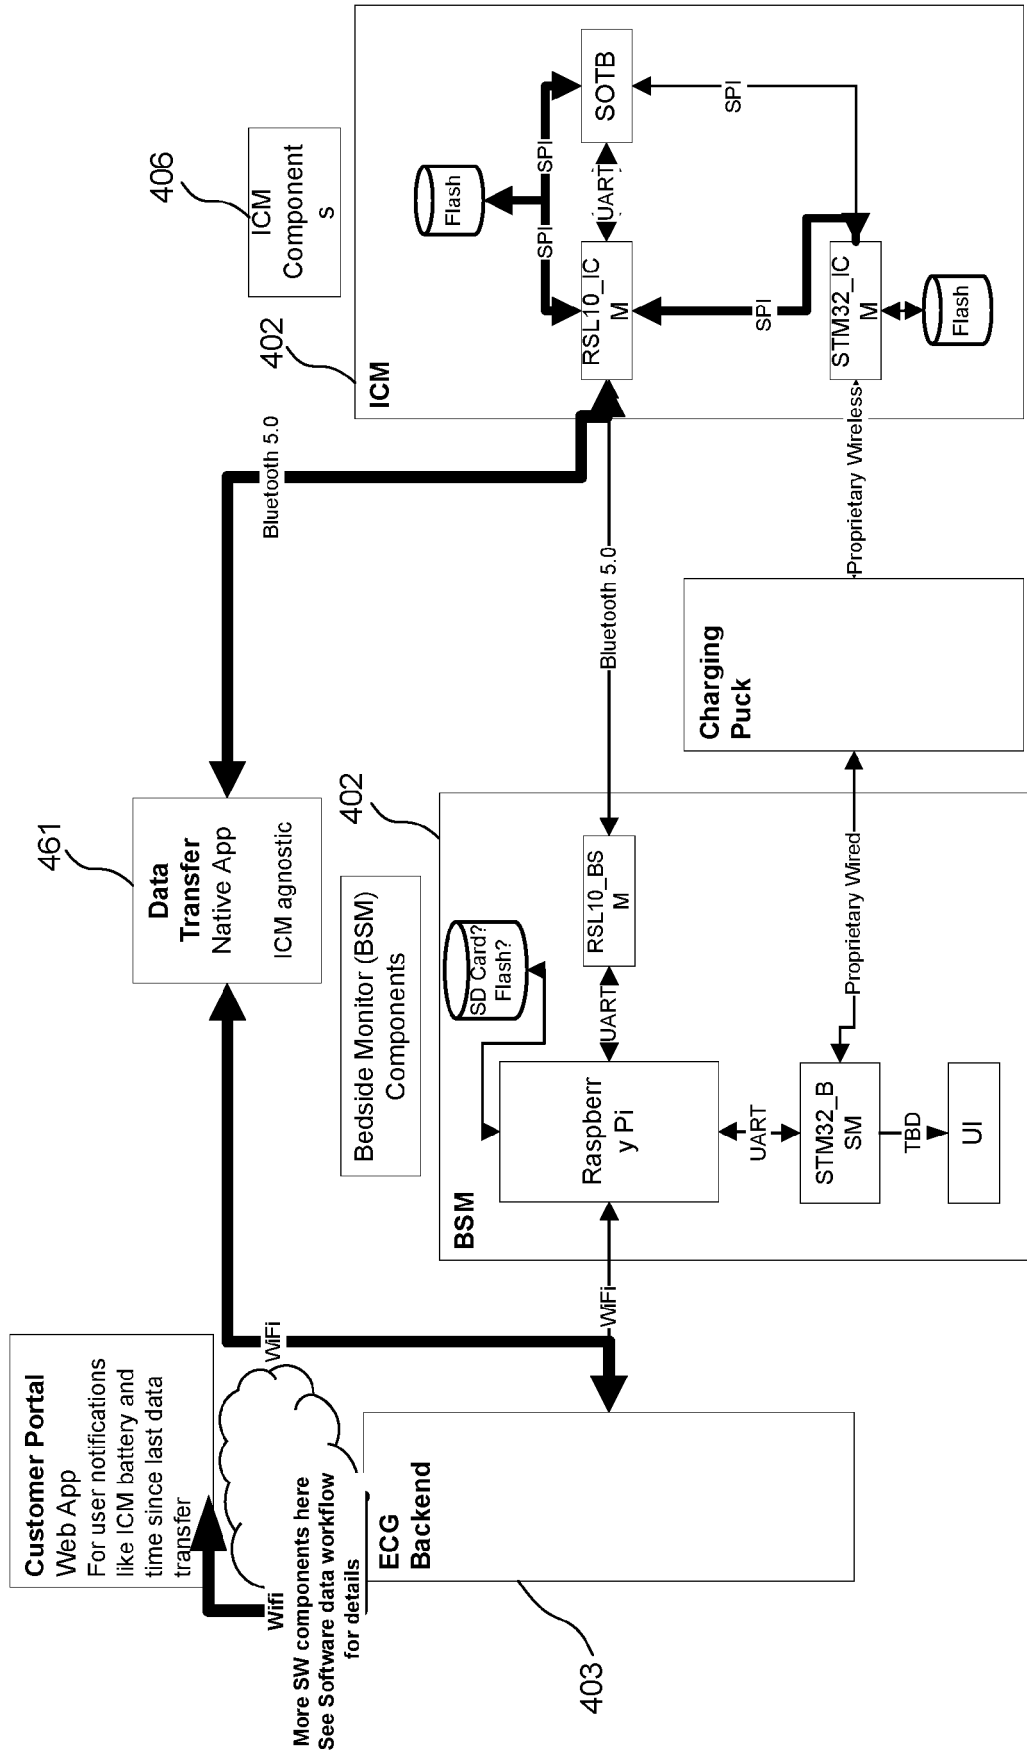 Customer Portal
Web App
For user notifications
like ICM battery and
time since last data
transfer
Wifi
More SW components here
See Software data workflow
for details
ECG
Backend
403
WiFi
WiFi
461
Data
Transfer
Native App
ICM agnostic
Bluetooth 5.0
Bedside Monitor (BSM)
Components
402
BSM
SD Card?
Flash?
Raspberr
y Pi
UART
RSL10_BS
M
UART
STM32_B
SM
TBD
UI
Bluetooth 5.0
Proprietary Wired
Charging
Puck
Proprietary Wireless
406
ICM
Component
s
402
ICM
Flash
SPI
SPI
RSL10_IC
M
UART
SOTB
SPI
SPI
STM32_IC
M
Flash